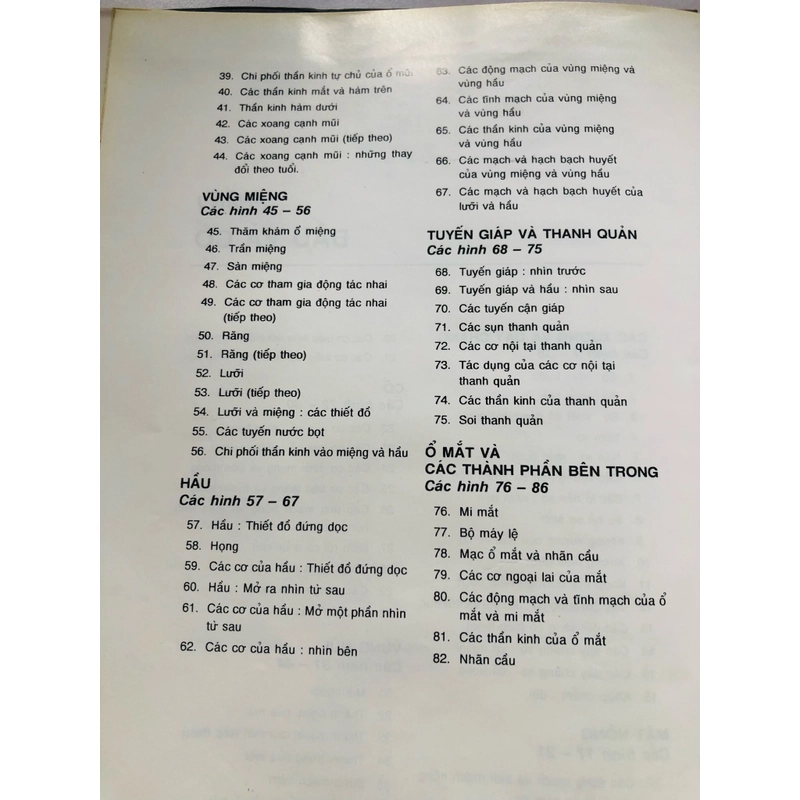 39. Chi phối thần kinh tự chủ của ổ mũi
40. Các thần kinh mắt và hàm trên
41. Thần kinh hàm dưới
42. Các xoang cạnh mũi
43. Các xoang cạnh mũi (tiếp theo)
44. Các xoang cạnh mũi : những thay
đổi theo tuổi.
VÙNG MIỆNG
Các hình 45 – 56
45. Thăm khám ổ miệng
46. Trần miệng
47. Sàn miệng
48. Các cơ tham gia động tác nhai
49. Các cơ tham gia động tác nhai
(tiếp theo)
50. Răng
51. Răng (tiếp theo)
52. Lưỡi
53. Lưỡi (tiếp theo)
54. Lưỡi và miệng : các thiết đồ
55. Các tuyến nước bọt
56. Chi phối thần kinh vào miệng và hầu
HẦU
Các hình 57 – 67
57. Hầu : Thiết đồ đứng dọc
58. Họng
59. Các cơ của hầu : Thiết đồ đứng dọc
60. Hầu : Mở ra nhìn từ sau
61. Các cơ của hầu : Mở một phần nhìn
từ sau
62. Các cơ của hầu : nhìn bên
63. Các động mạch của vùng miệng và
vùng hầu
64. Các tĩnh mạch của vùng miệng
và vùng hầu
65. Các thần kinh của vùng miệng
và vùng hầu
66. Các mạch và hạch bạch huyết
của vùng miệng và vùng hầu
67. Các mạch và hạch bạch huyết của
lưỡi và hầu
TUYẾN GIÁP VÀ THANH QUẢN
Các hình 68 – 75
68. Tuyến giáp : nhìn trước
69. Tuyến giáp và hầu : nhìn sau
70. Các tuyến cận giáp
71. Các sụn thanh quản
72. Các cơ nội tại thanh quản
73. Tác dụng của các cơ nội tại
thanh quản
74. Các thần kinh của thanh quản
75. Soi thanh quản
Ổ MẮT VÀ
CÁC THÀNH PHẦN BÊN TRONG
Các hình 76 – 86
76. Mi mắt
77. Bộ máy lệ
78. Mạc ổ mắt và nhãn cầu
79. Các cơ ngoại lai của mắt
80. Các động mạch và tĩnh mạch của ổ
mắt và mi mắt
81. Các thần kinh của ổ mắt
82. Nhãn cầu